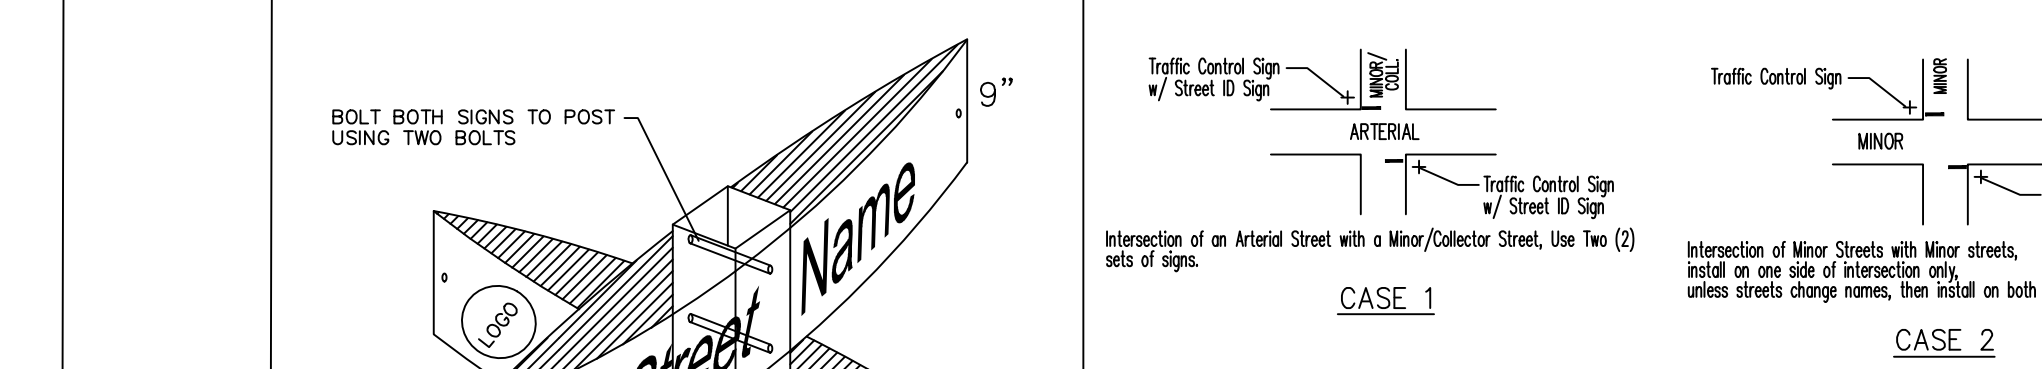 BOLT BOTH SIGNS TO POST
USING TWO BOLTS
9”
Name
Street
LOGO
Traffic Control Sign
w/ Street ID Sign
MINOR/
COLL.
ARTERIAL
Traffic Control Sign
w/ Street ID Sign
Intersection of an Arterial Street with a Minor/Collector Street, Use Two (2)
sets of signs.
CASE 1
Traffic Control Sign
MINOR
MINOR
Intersection of Minor Streets with Minor streets,
install on one side of intersection only,
unless streets change names, then install on both
CASE 2